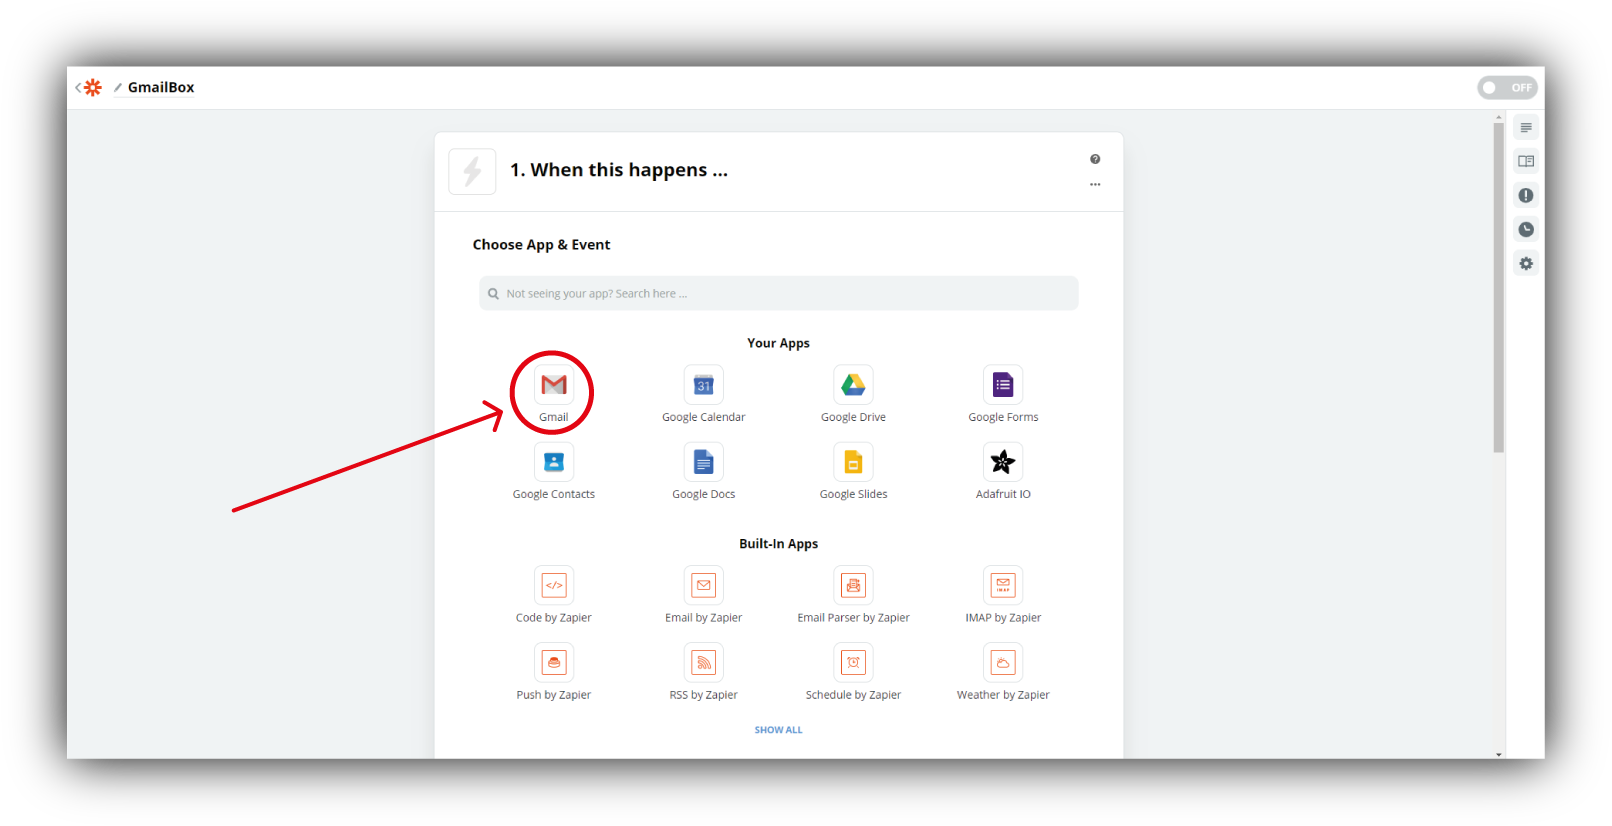 GmailBox
OFF
1. When this happens ...
Choose App & Event
Not seeing your app? Search here ...
Your Apps
31
Gmail
Google Calendar
Google Drive
Google Forms
Google Contacts
Google Docs
Google Slides
Adafruit IO
Built-In Apps
</>
IMAP
Code by Zapier
Email by Zapier
Email Parser by Zapier
IMAP by Zapier
Push by Zapier
RSS by Zapier
Schedule by Zapier
Weather by Zapier
SHOW ALL